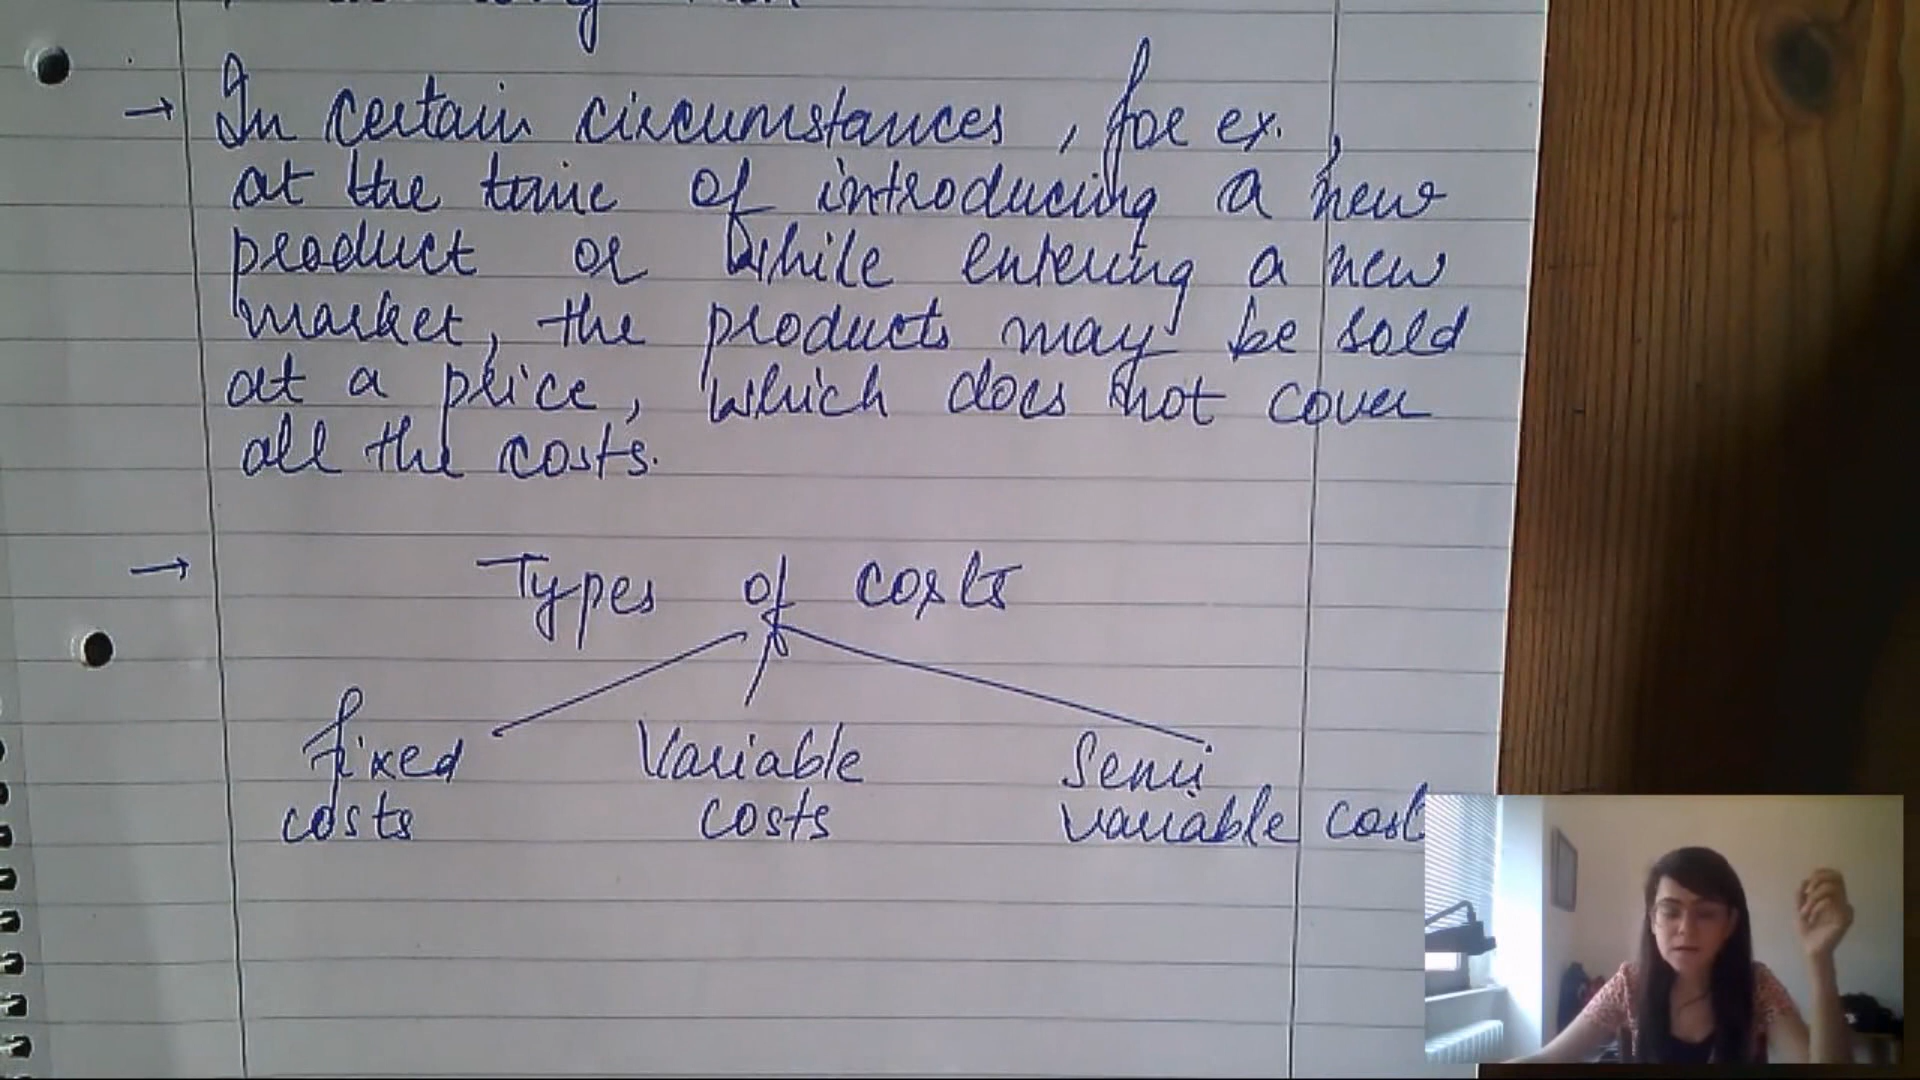 → In certain circumstances, for ex.,
at the time of introducing a new
product or while entering a new
market, the products may be sold
at a price, which does not cover
all the costs.
→ Types of costs
fixed Variable Semi
costs costs variable cost